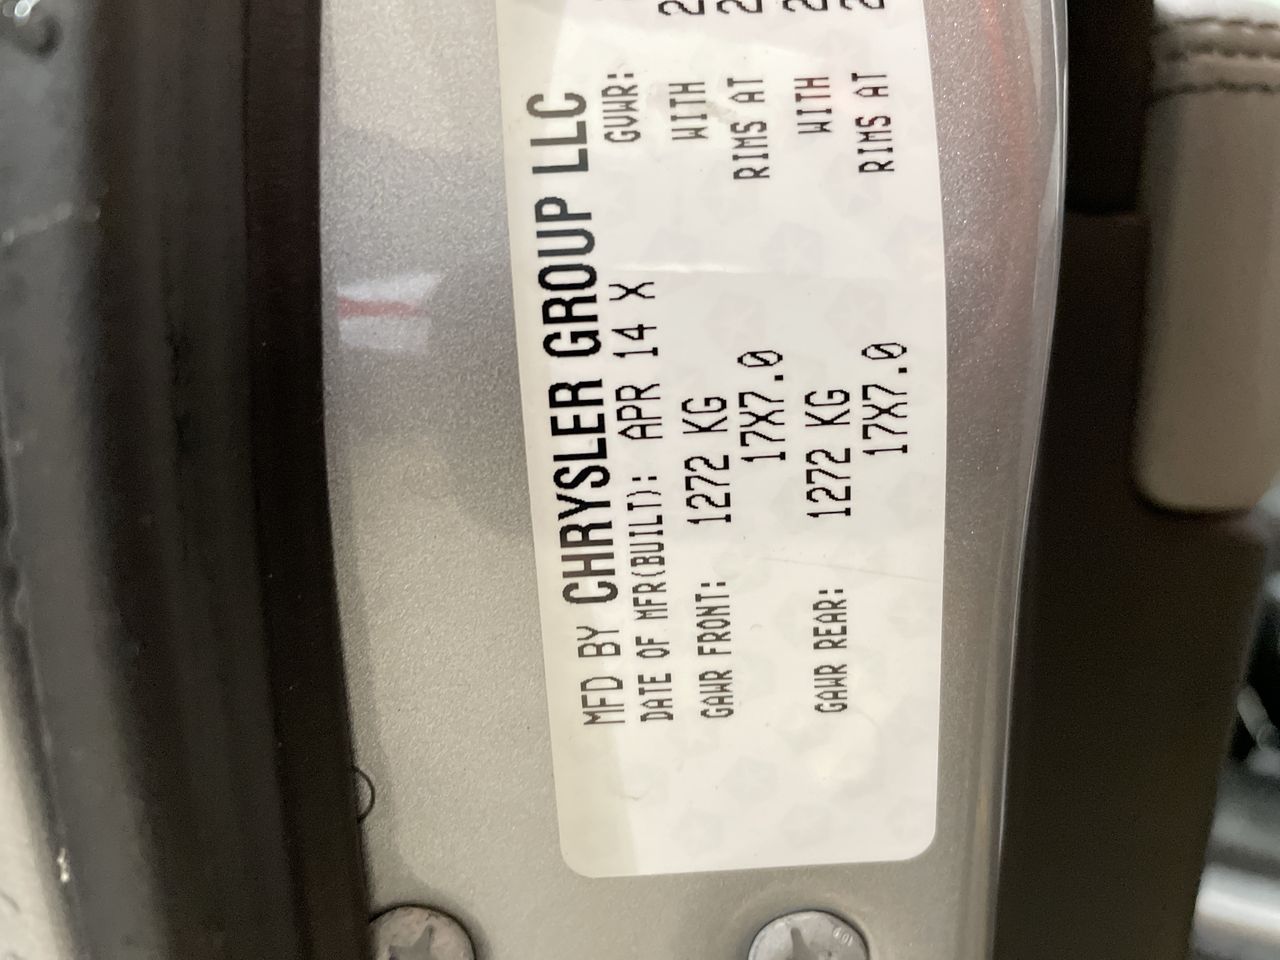 MFD BY CHRYSLER GROUP LLC
DATE OF MFR(BUILT): APR 14 X GVWR:
GAWR FRONT: 1272 KG WITH
17X7.0 RIMS AT
GAWR REAR: 1272 KG WITH
17X7.0 RIMS AT